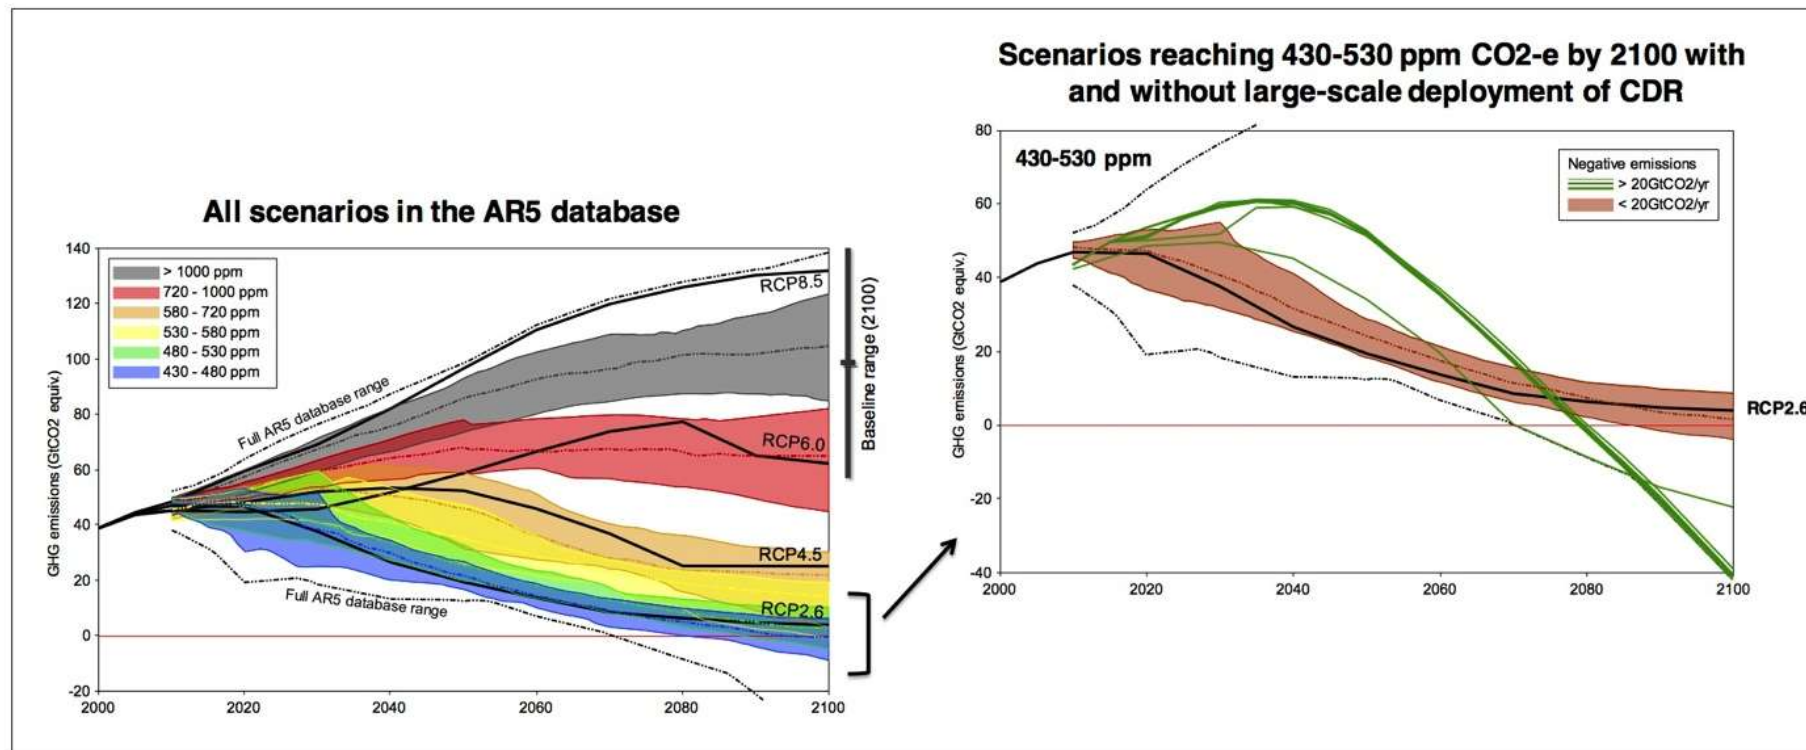 All scenarios in the AR5 database
GHG emissions (GtCO2 equiv.)
140
120
100
80
60
40
20
0
-20
> 1000 ppm
720 - 1000 ppm
580 - 720 ppm
530 - 580 ppm
480 - 530 ppm
430 - 480 ppm
Full AR5 database range
Full AR5 database range
RCP8.5
RCP6.0
RCP4.5
RCP2.6
Baseline range (2100)
2000
2020
2040
2060
2080
2100
Scenarios reaching 430-530 ppm CO2-e by 2100 with
and without large-scale deployment of CDR
GHG emissions (GtCO2 equiv.)
80
60
40
20
0
-20
-40
430-530 ppm
Negative emissions
> 20GtCO2/yr
< 20GtCO2/yr
RCP2.6
2000
2020
2040
2060
2080
2100